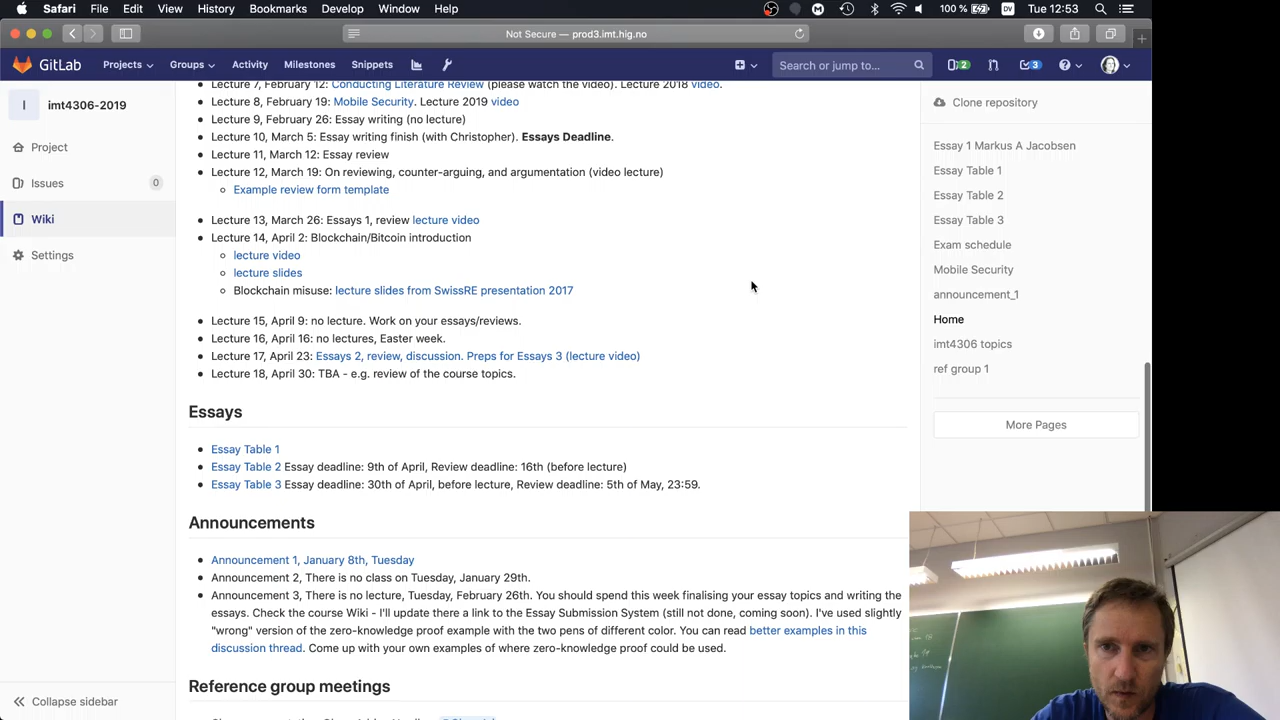 Safari File Edit View History Bookmarks Develop Window Help 100 % DV Tue 12:53
Not Secure — prod3.imt.hig.no
GitLab Projects Groups Activity Milestones Snippets Search or jump to... 2 3
I imt4306-2019
Project
Issues 0
Wiki
Settings
Collapse sidebar
Lecture 7, February 12: Conducting Literature Review (please watch the video). Lecture 2018 video.
Lecture 8, February 19: Mobile Security. Lecture 2019 video
Lecture 9, February 26: Essay writing (no lecture)
Lecture 10, March 5: Essay writing finish (with Christopher). Essays Deadline.
Lecture 11, March 12: Essay review
Lecture 12, March 19: On reviewing, counter-arguing, and argumentation (video lecture)
Example review form template
Lecture 13, March 26: Essays 1, review lecture video
Lecture 14, April 2: Blockchain/Bitcoin introduction
lecture video
lecture slides
Blockchain misuse: lecture slides from SwissRE presentation 2017
Lecture 15, April 9: no lecture. Work on your essays/reviews.
Lecture 16, April 16: no lectures, Easter week.
Lecture 17, April 23: Essays 2, review, discussion. Preps for Essays 3 (lecture video)
Lecture 18, April 30: TBA - e.g. review of the course topics.
Essays
Essay Table 1
Essay Table 2 Essay deadline: 9th of April, Review deadline: 16th (before lecture)
Essay Table 3 Essay deadline: 30th of April, before lecture, Review deadline: 5th of May, 23:59.
Announcements
Announcement 1, January 8th, Tuesday
Announcement 2, There is no class on Tuesday, January 29th.
Announcement 3, There is no lecture, Tuesday, February 26th. You should spend this week finalising your essay topics and writing the
essays. Check the course Wiki - I'll update there a link to the Essay Submission System (still not done, coming soon). I've used slightly
"wrong" version of the zero-knowledge proof example with the two pens of different color. You can read better examples in this
discussion thread. Come up with your own examples of where zero-knowledge proof could be used.
Reference group meetings
Clone repository
Essay 1 Markus A Jacobsen
Essay Table 1
Essay Table 2
Essay Table 3
Exam schedule
Mobile Security
announcement_1
Home
imt4306 topics
ref group 1
More Pages